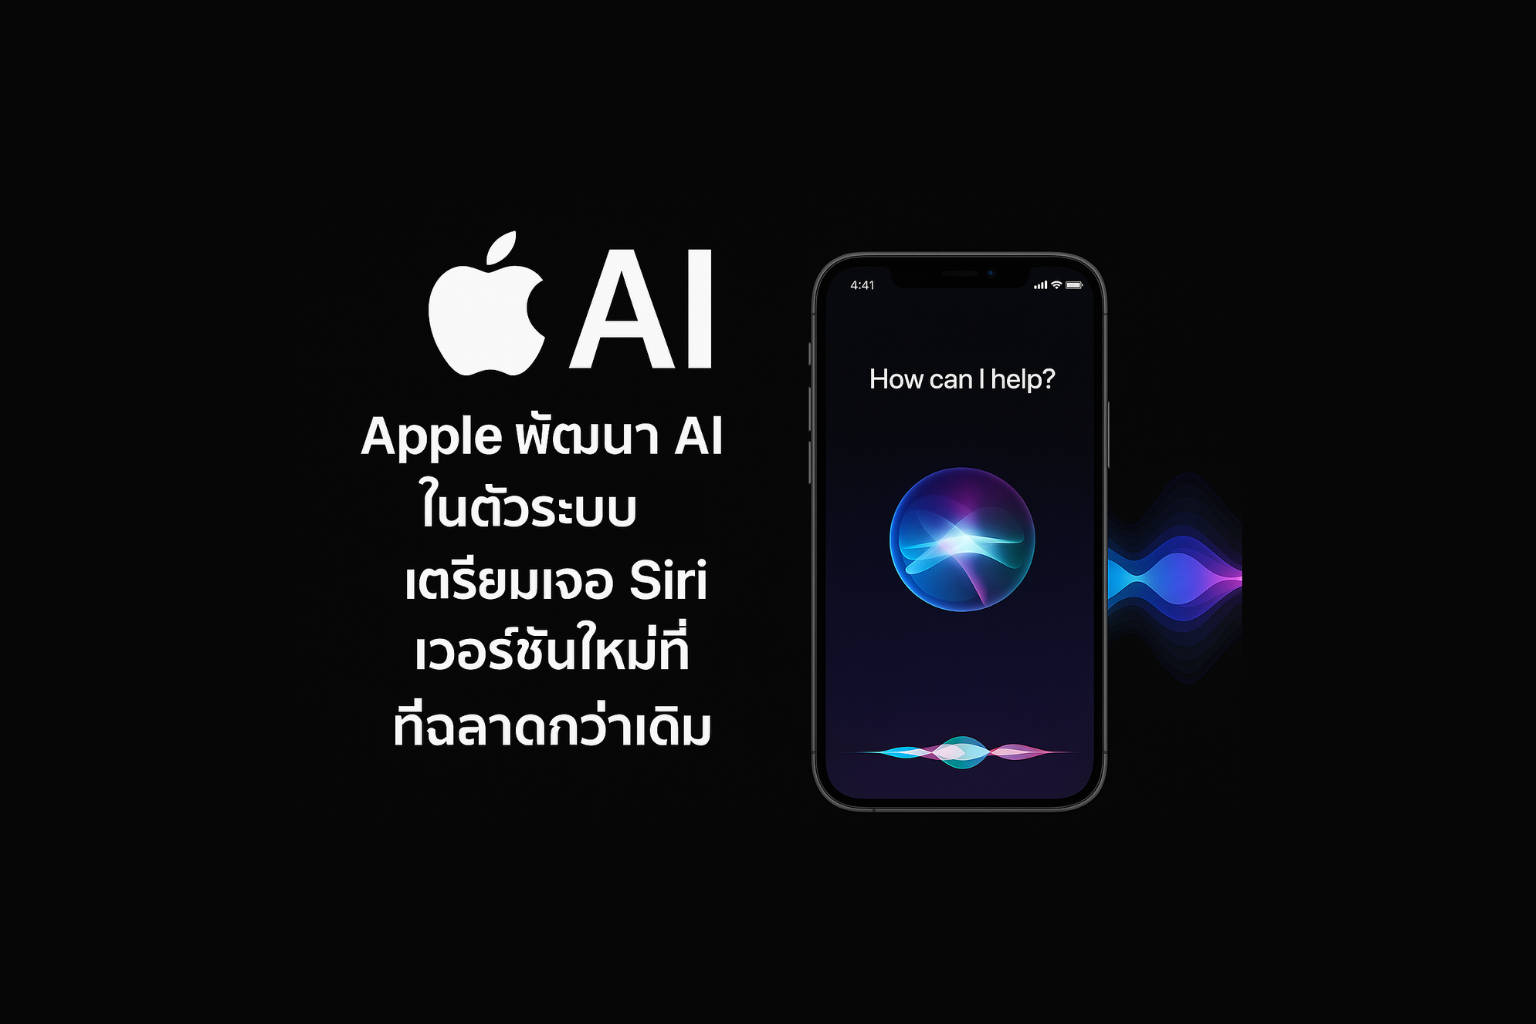 AI
Apple พัฒนา AI
ในตัวระบบ
เตรียมเจอ Siri
เวอร์ชันใหม่ที่
ที่ฉลาดกว่าเดิม
4:41
How can I help?